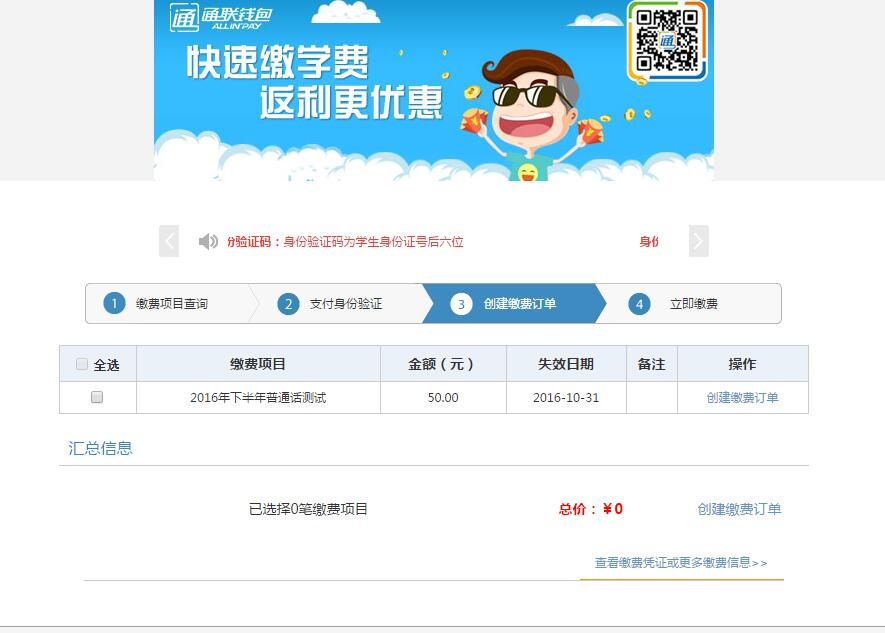 通 通联钱包
ALLINPAY
快速缴学费
返利更优惠
通
验证码：身份验证码为学生身份证号后六位
身份
1 缴费项目查询 2 支付身份验证 3 创建缴费订单 4 立即缴费
全选 缴费项目 金额（元） 失效日期 备注 操作
2016年下半年普通话测试 50.00 2016-10-31 创建缴费订单
汇总信息
已选择0笔缴费项目 总价：￥0 创建缴费订单
查看缴费凭证或更多缴费信息>>